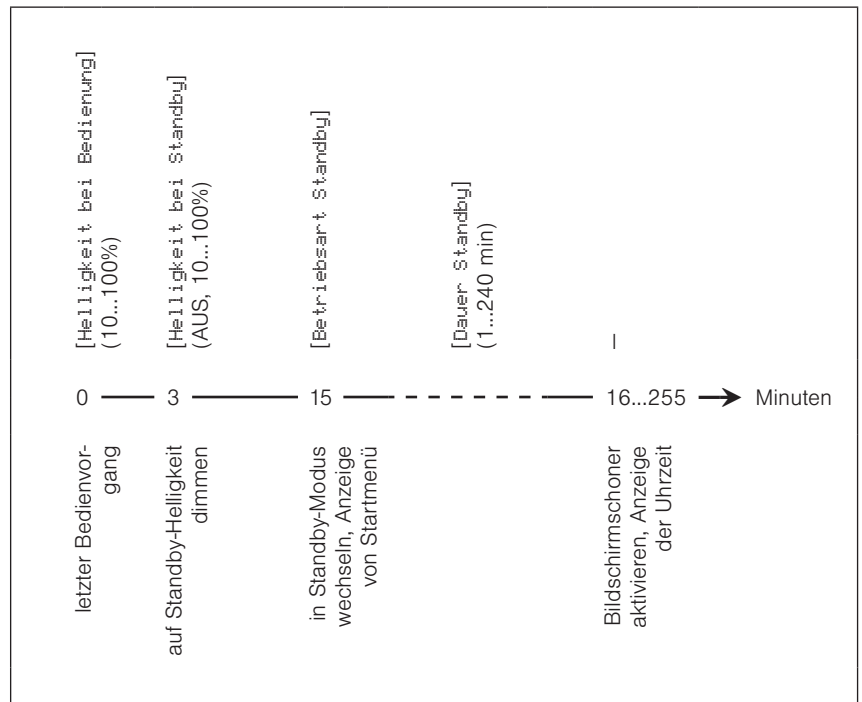 [Helligkeit bei Bedienung]
(10...100%)
[Helligkeit bei Standby]
(AUS, 10...100%)
[Betriebsart Standby]
[Dauer Standby]
(1...240 min)
–
0
3
15
16...255
Minuten
letzter Bedienvor-
gang
auf Standby-Helligkeit
dimmen
in Standby-Modus
wechseln, Anzeige
von Startmenü
Bildschirmschoner
aktivieren, Anzeige
der Uhrzeit